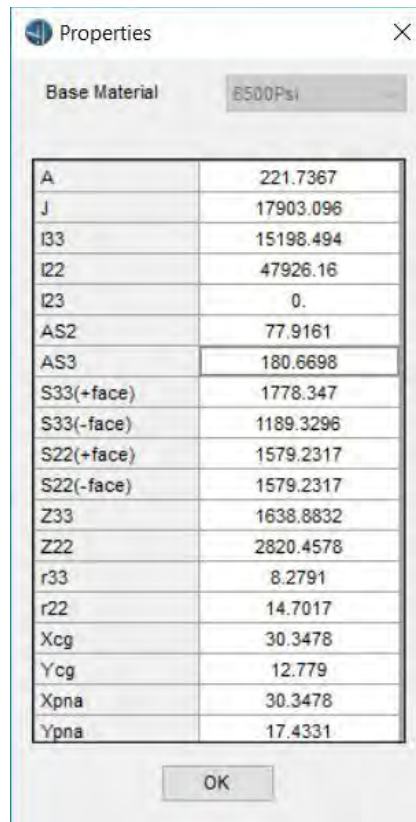 Properties
Base Material 6500Psi
A 221.7367
J 17903.096
I33 15198.494
I22 47926.16
I23 0.
AS2 77.9161
AS3 180.6698
S33(+face) 1778.347
S33(-face) 1189.3296
S22(+face) 1579.2317
S22(-face) 1579.2317
Z33 1638.8832
Z22 2820.4578
r33 8.2791
r22 14.7017
Xcg 30.3478
Ycg 12.779
Xpna 30.3478
Ypna 17.4331
OK